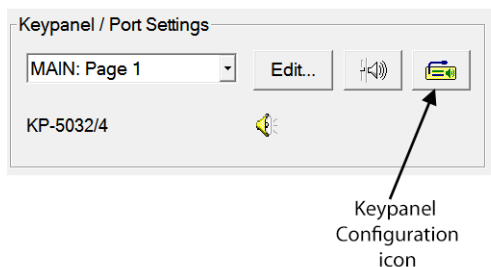 Keypanel / Port Settings
MAIN: Page 1
Edit...
KP-5032/4
Keypanel
Configuration
icon